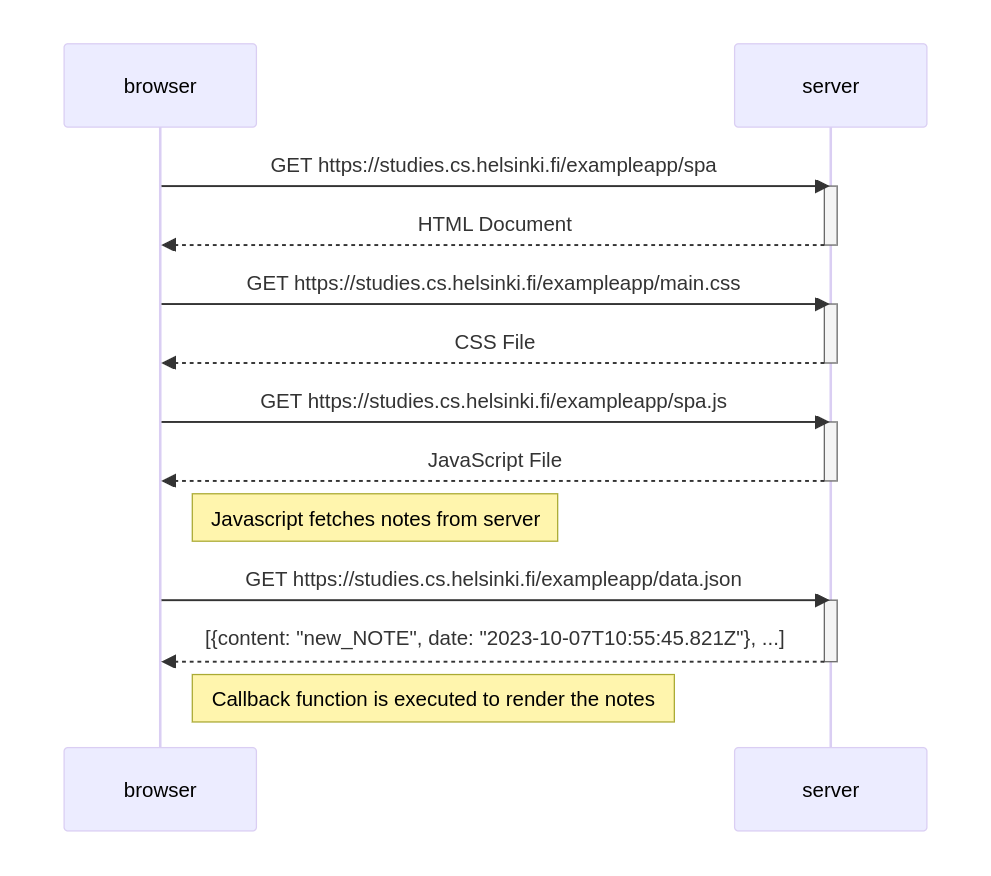 browser
server
GET https://studies.cs.helsinki.fi/exampleapp/spa
HTML Document
GET https://studies.cs.helsinki.fi/exampleapp/main.css
CSS File
GET https://studies.cs.helsinki.fi/exampleapp/spa.js
JavaScript File
Javascript fetches notes from server
GET https://studies.cs.helsinki.fi/exampleapp/data.json
[{content: "new_NOTE", date: "2023-10-07T10:55:45.821Z"}, ...]
Callback function is executed to render the notes
browser
server